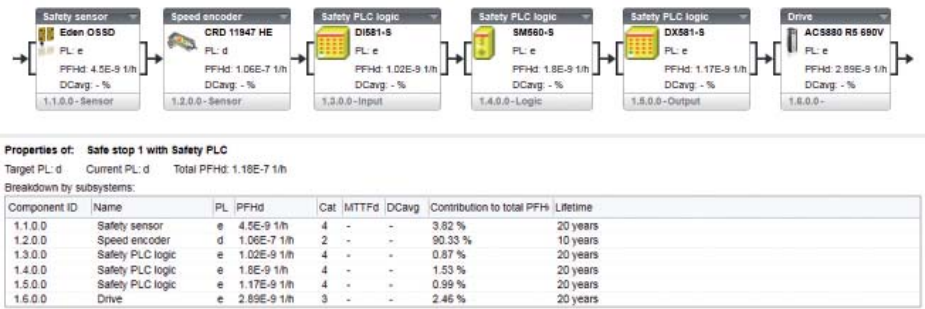 Safety sensor
Eden OSSD
PL: e
PFHd: 4.5E-9 1/h
DCavg: - %
1.1.0.0 - Sensor
Speed encoder
CRD 11947 HE
PL: d
PFHd: 1.06E-7 1/h
DCavg: - %
1.2.0.0 - Sensor
Safety PLC logic
DI581-S
PL: e
PFHd: 1.02E-9 1/h
DCavg: - %
1.3.0.0 - Input
Safety PLC logic
SM560-S
PL: e
PFHd: 1.8E-9 1/h
DCavg: - %
1.4.0.0 - Logic
Safety PLC logic
DX581-S
PL: e
PFHd: 1.17E-9 1/h
DCavg: - %
1.5.0.0 - Output
Drive
ACS880 R5 690V
PL: e
PFHd: 2.89E-9 1/h
DCavg: - %
1.6.0.0 -
Properties of: Safe stop 1 with Safety PLC
Target PL: d Current PL: d Total PFHd: 1.18E-7 1/h
Breakdown by subsystems:
Component ID Name PL PFHd Cat MTTFd DCavg Contribution to total PFH Lifetime
1.1.0.0 Safety sensor e 4.5E-9 1/h 4 - - 3.82 % 20 years
1.2.0.0 Speed encoder d 1.06E-7 1/h 2 - - 90.33 % 10 years
1.3.0.0 Safety PLC logic e 1.02E-9 1/h 4 - - 0.87 % 20 years
1.4.0.0 Safety PLC logic e 1.8E-9 1/h 4 - - 1.53 % 20 years
1.5.0.0 Safety PLC logic e 1.17E-9 1/h 4 - - 0.99 % 20 years
1.6.0.0 Drive e 2.89E-9 1/h 3 - - 2.46 % 20 years